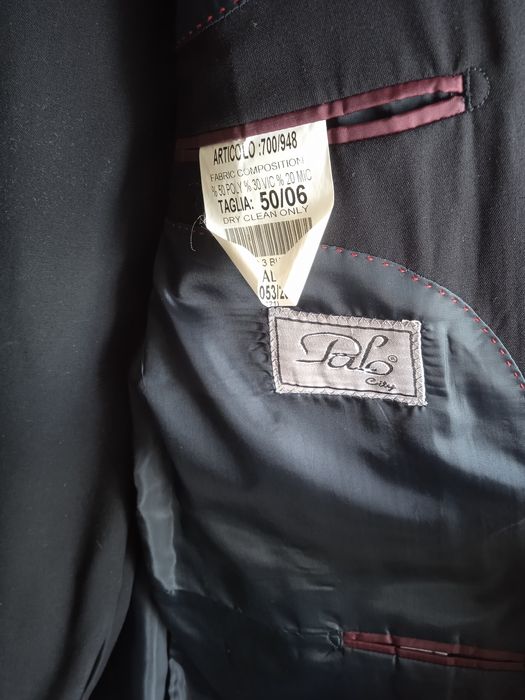 ARTICOLO :700/948
FABRIC COMPOSITION
% 50 POLY % 30 VIC % 20 MIC
TAGLIA: 50/06
DRY CLEAN ONLY
AL
Palo®
City